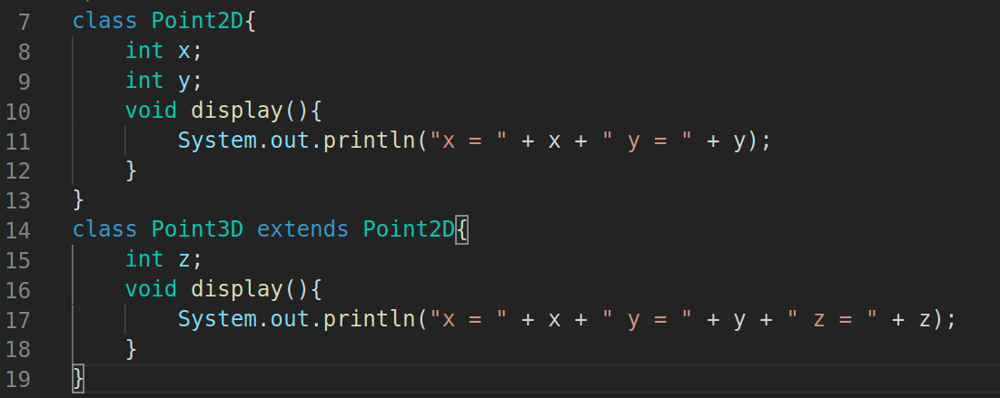 7 class Point2D{
8 int x;
9 int y;
10 void display(){
11 System.out.println("x = " + x + " y = " + y);
12 }
13 }
14 class Point3D extends Point2D{
15 int z;
16 void display(){
17 System.out.println("x = " + x + " y = " + y + " z = " + z);
18 }
19 }